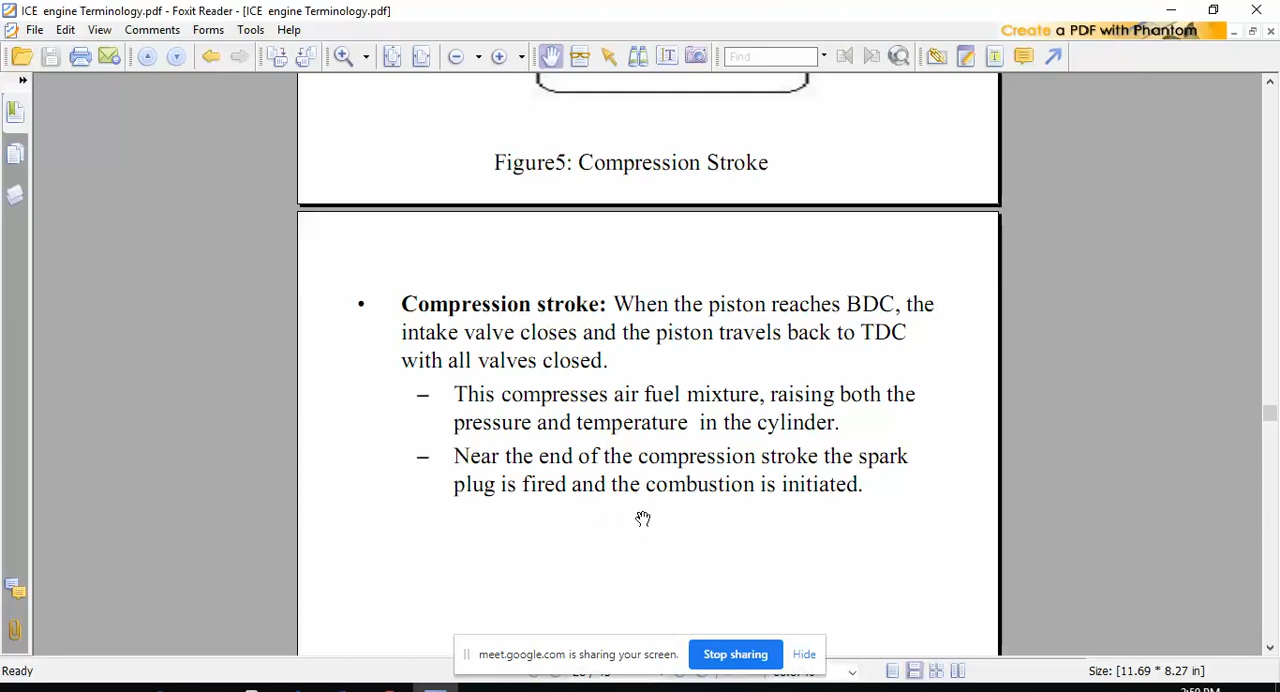 ICE engine Terminology.pdf - Foxit Reader - [ICE engine Terminology.pdf]
File Edit View Comments Forms Tools Help
Create a PDF with Phantom
Find
Figure5: Compression Stroke
• Compression stroke: When the piston reaches BDC, the
intake valve closes and the piston travels back to TDC
with all valves closed.
– This compresses air fuel mixture, raising both the
pressure and temperature in the cylinder.
– Near the end of the compression stroke the spark
plug is fired and the combustion is initiated.
meet.google.com is sharing your screen. Stop sharing Hide
Ready
Size: [11.69 * 8.27 in]